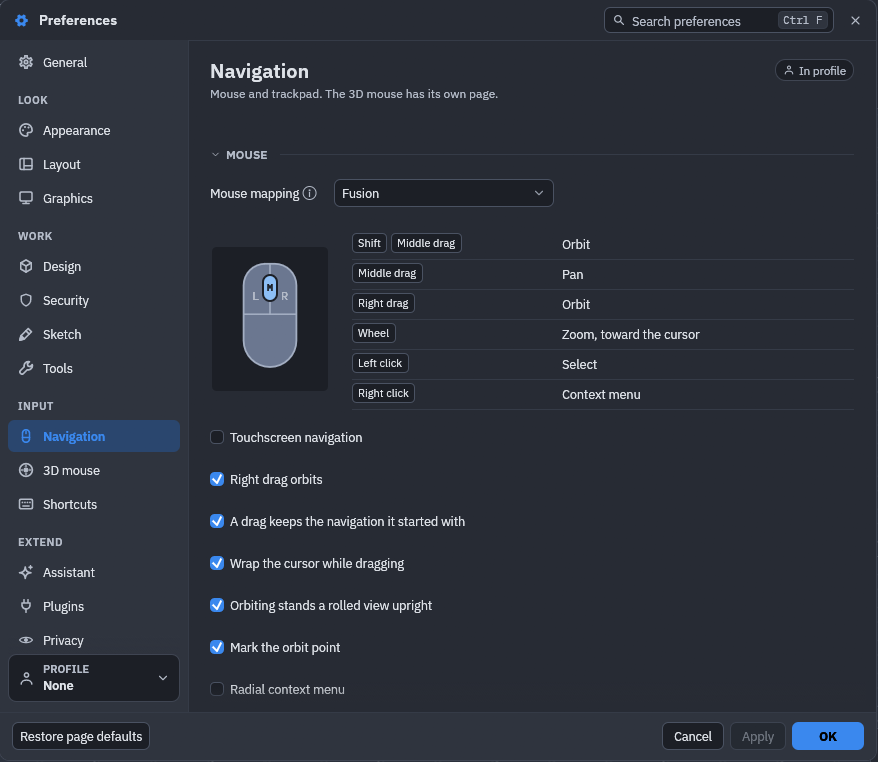 Preferences
Search preferences Ctrl F
General
LOOK
Appearance
Layout
Graphics
WORK
Design
Security
Sketch
Tools
INPUT
Navigation
3D mouse
Shortcuts
EXTEND
Assistant
Plugins
Privacy
PROFILE
None
Navigation
In profile
Mouse and trackpad. The 3D mouse has its own page.
MOUSE
Mouse mapping Fusion
L M R
Shift Middle drag Orbit
Middle drag Pan
Right drag Orbit
Wheel Zoom, toward the cursor
Left click Select
Right click Context menu
Touchscreen navigation
Right drag orbits
A drag keeps the navigation it started with
Wrap the cursor while dragging
Orbiting stands a rolled view upright
Mark the orbit point
Radial context menu
Restore page defaults Cancel Apply OK